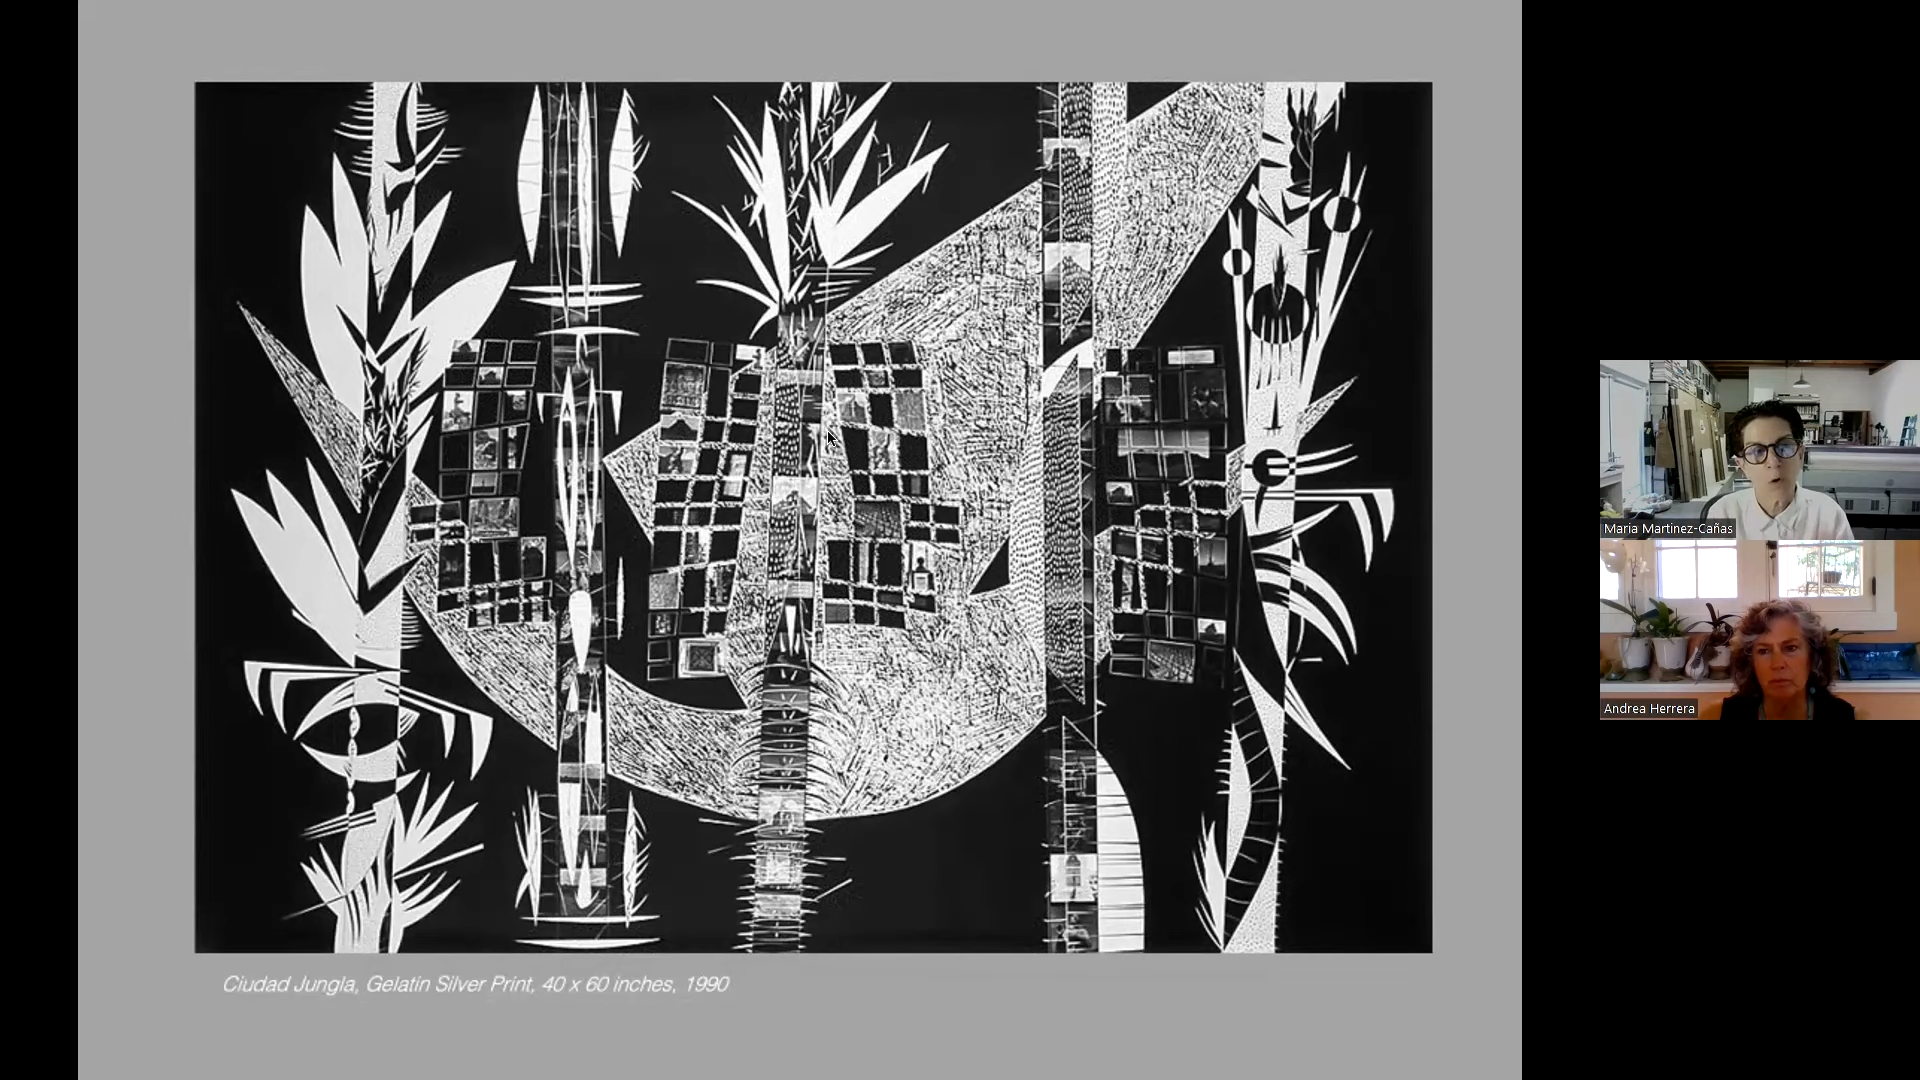 Ciudad Jungla, Gelatin Silver Print, 40 x 60 inches, 1990
Maria Martinez-Cañas
Andrea Herrera